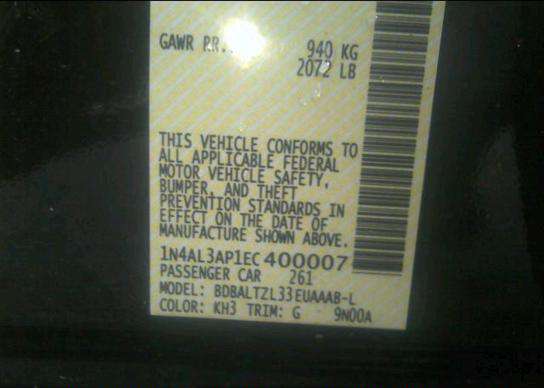 GAWR RR. 940 KG
2072 LB
THIS VEHICLE CONFORMS TO
ALL APPLICABLE FEDERAL
MOTOR VEHICLE SAFETY,
BUMPER, AND THEFT
PREVENTION STANDARDS IN
EFFECT ON THE DATE OF
MANUFACTURE SHOWN ABOVE.
1N4AL3AP1EC400007
PASSENGER CAR 261
MODEL: BDBALTZL33EUAAAB-L
COLOR: KH3 TRIM: G 9N00A